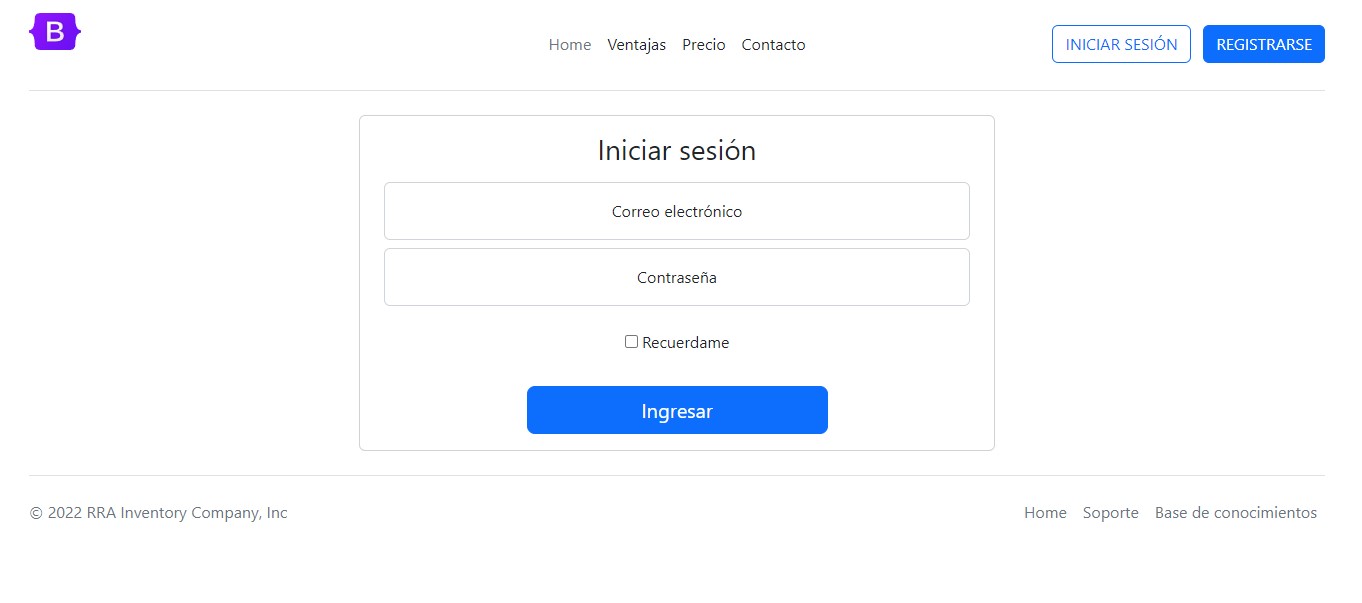 B
Home Ventajas Precio Contacto INICIAR SESIÓN REGISTRARSE
Iniciar sesión
Correo electrónico
Contraseña
Recuerdame
Ingresar
© 2022 RRA Inventory Company, Inc Home Soporte Base de conocimientos